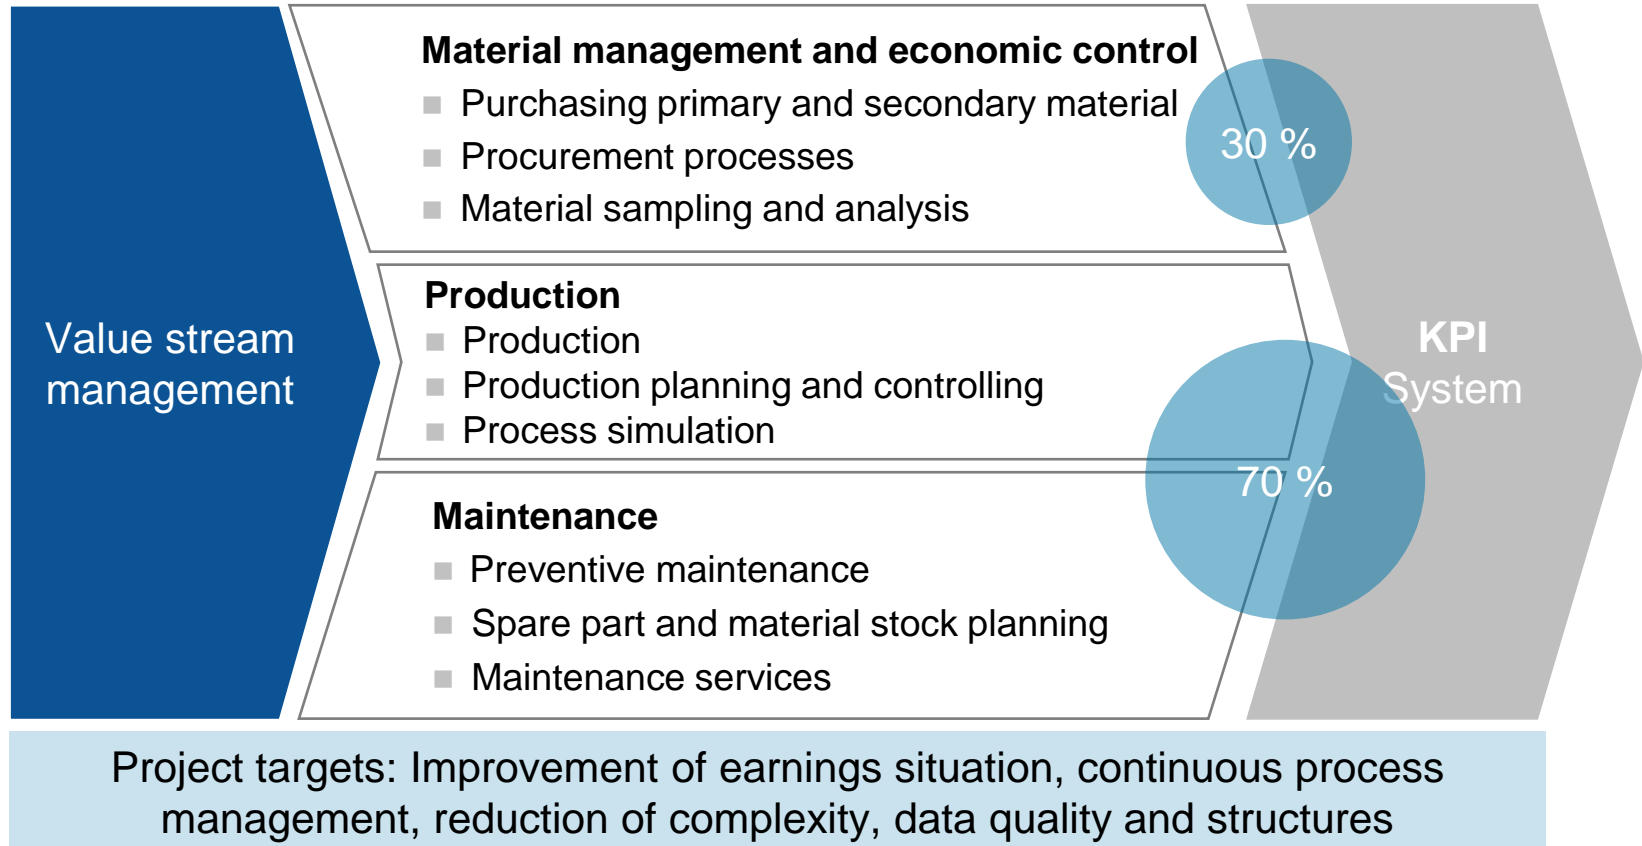 Value stream
management
Material management and economic control
Purchasing primary and secondary material
Procurement processes
Material sampling and analysis
30 %
Production
Production
Production planning and controlling
Process simulation
Maintenance
Preventive maintenance
Spare part and material stock planning
Maintenance services
70 %
KPI
System
Project targets: Improvement of earnings situation, continuous process
management, reduction of complexity, data quality and structures